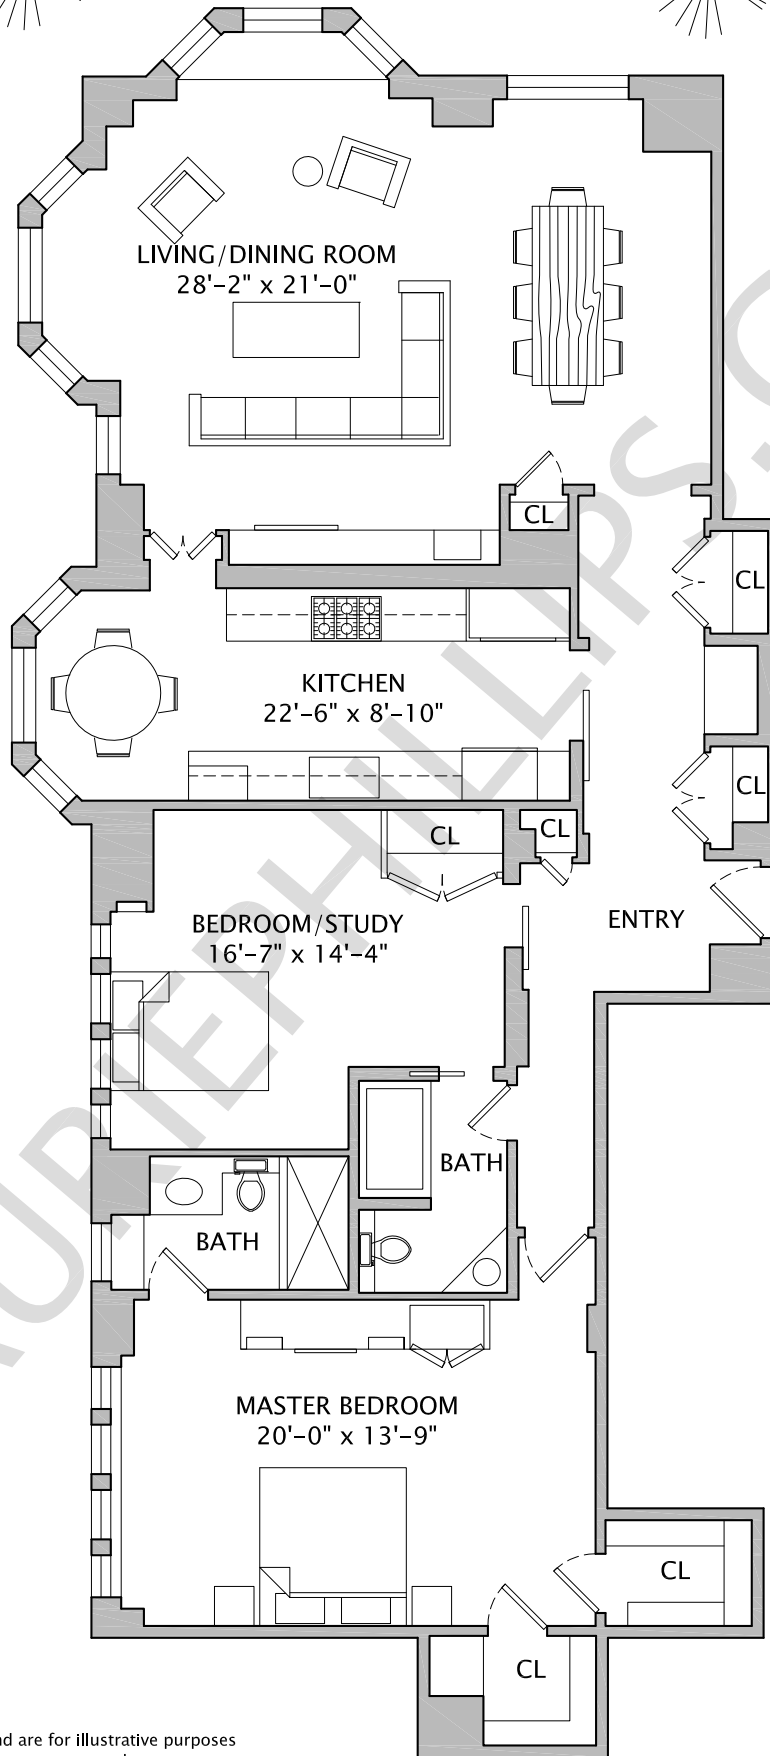 LIVING/DINING ROOM
28'-2" x 21'-0"
CL
CL
KITCHEN
22'-6" x 8'-10"
CL
CL
CL
BEDROOM/STUDY
16'-7" x 14'-4"
ENTRY
BATH
BATH
MASTER BEDROOM
20'-0" x 13'-9"
CL
CL
are for illustrative purposes
URIEPHILLIPS.C